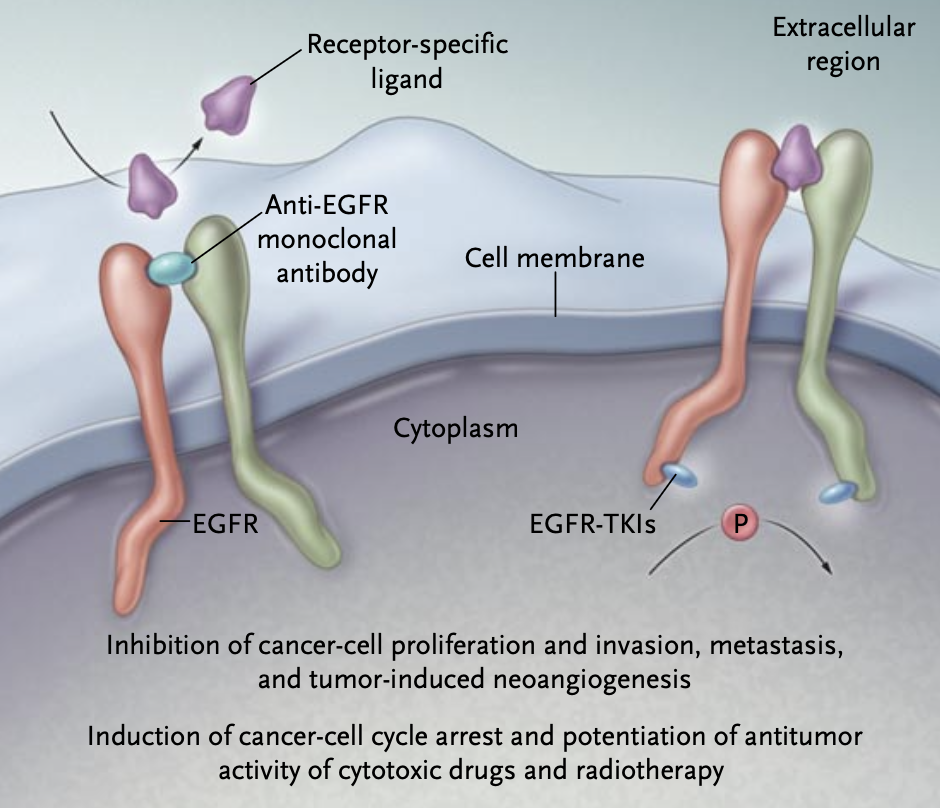 Receptor-specific
ligand
Extracellular
region
Anti-EGFR
monoclonal
antibody
Cell membrane
Cytoplasm
EGFR
EGFR-TKIs
P
Inhibition of cancer-cell proliferation and invasion, metastasis,
and tumor-induced neoangiogenesis
Induction of cancer-cell cycle arrest and potentiation of antitumor
activity of cytotoxic drugs and radiotherapy